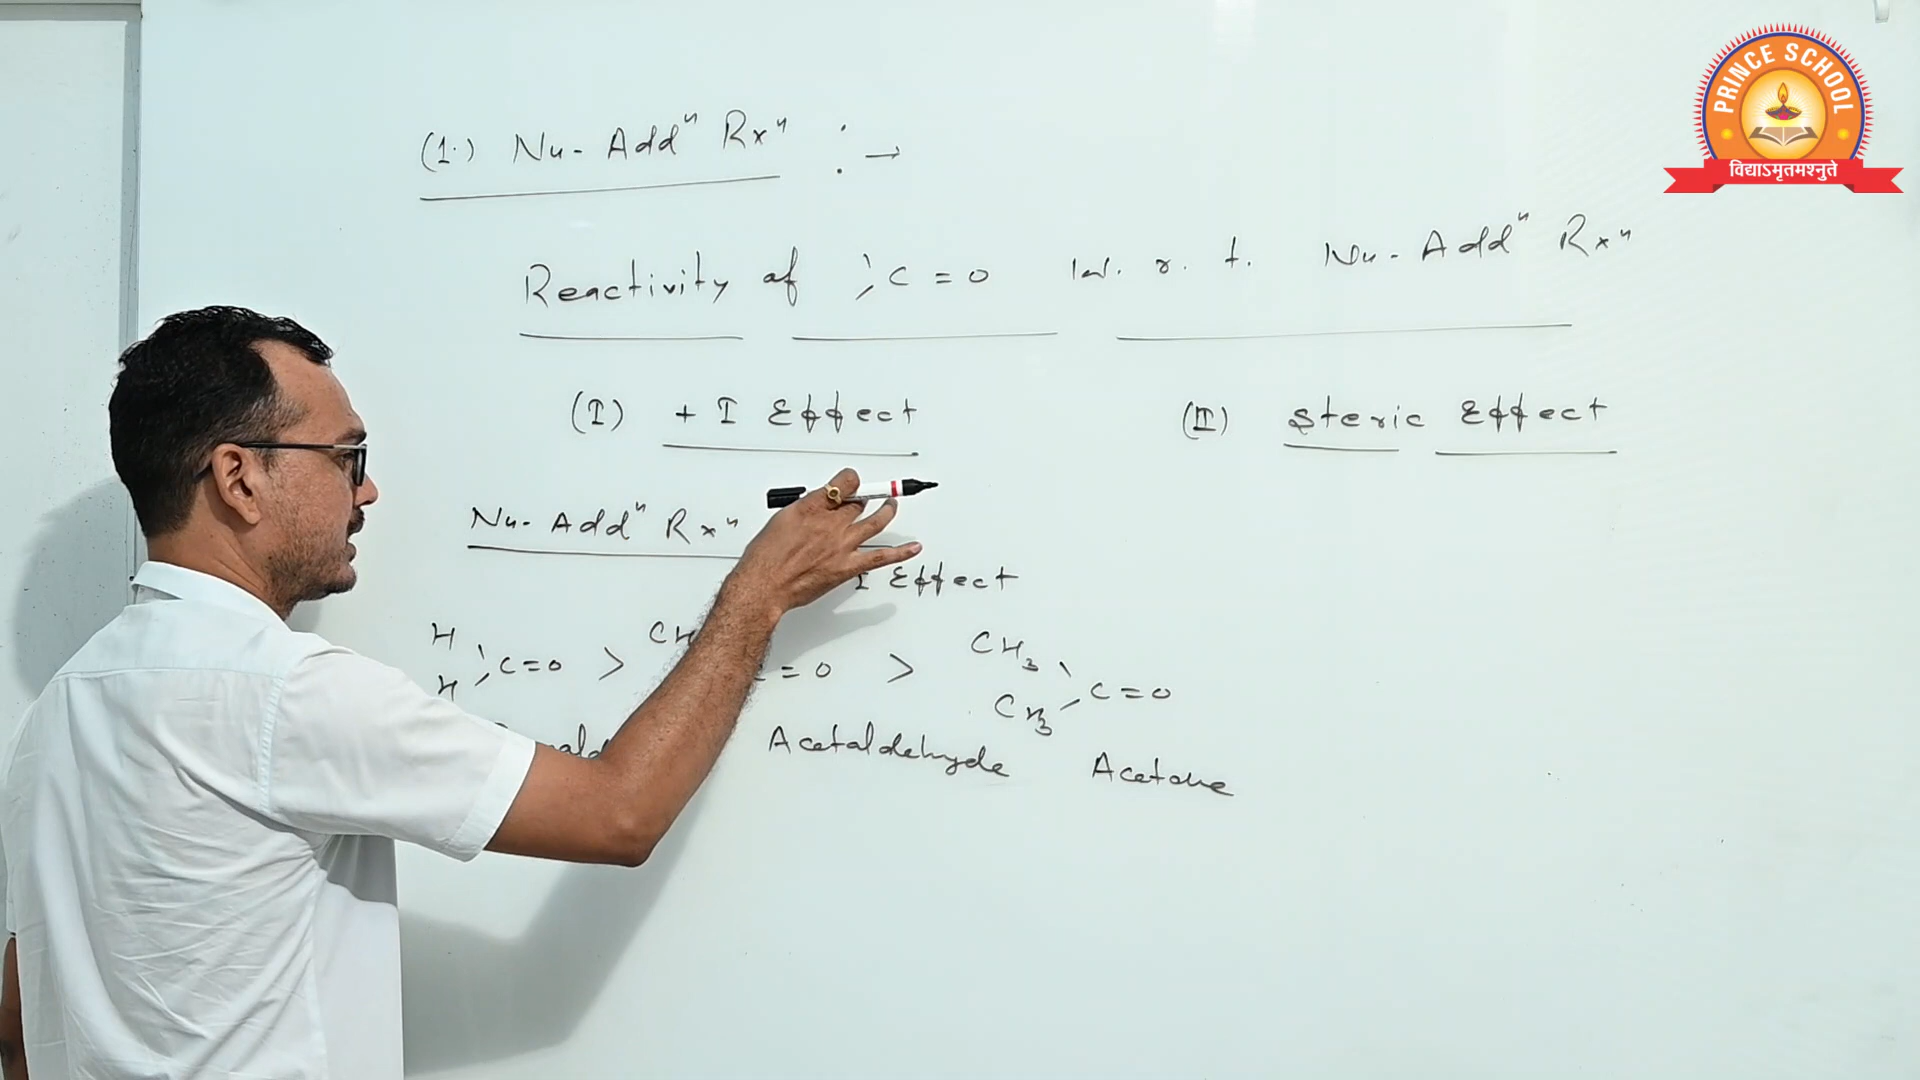 PRINCE SCHOOL
विद्याऽमृतमश्नुते
(1.) Nu- Addⁿ Rxⁿ :→
Reactivity of C=O w. r. t. Nu- Addⁿ Rxⁿ
(I) + I Effect
(II) Steric Effect
Nu- Addⁿ Rxⁿ
I Effect
H CH CH₃
C=O > =O > C=O
H CH₃
Acetaldehyde Acetone